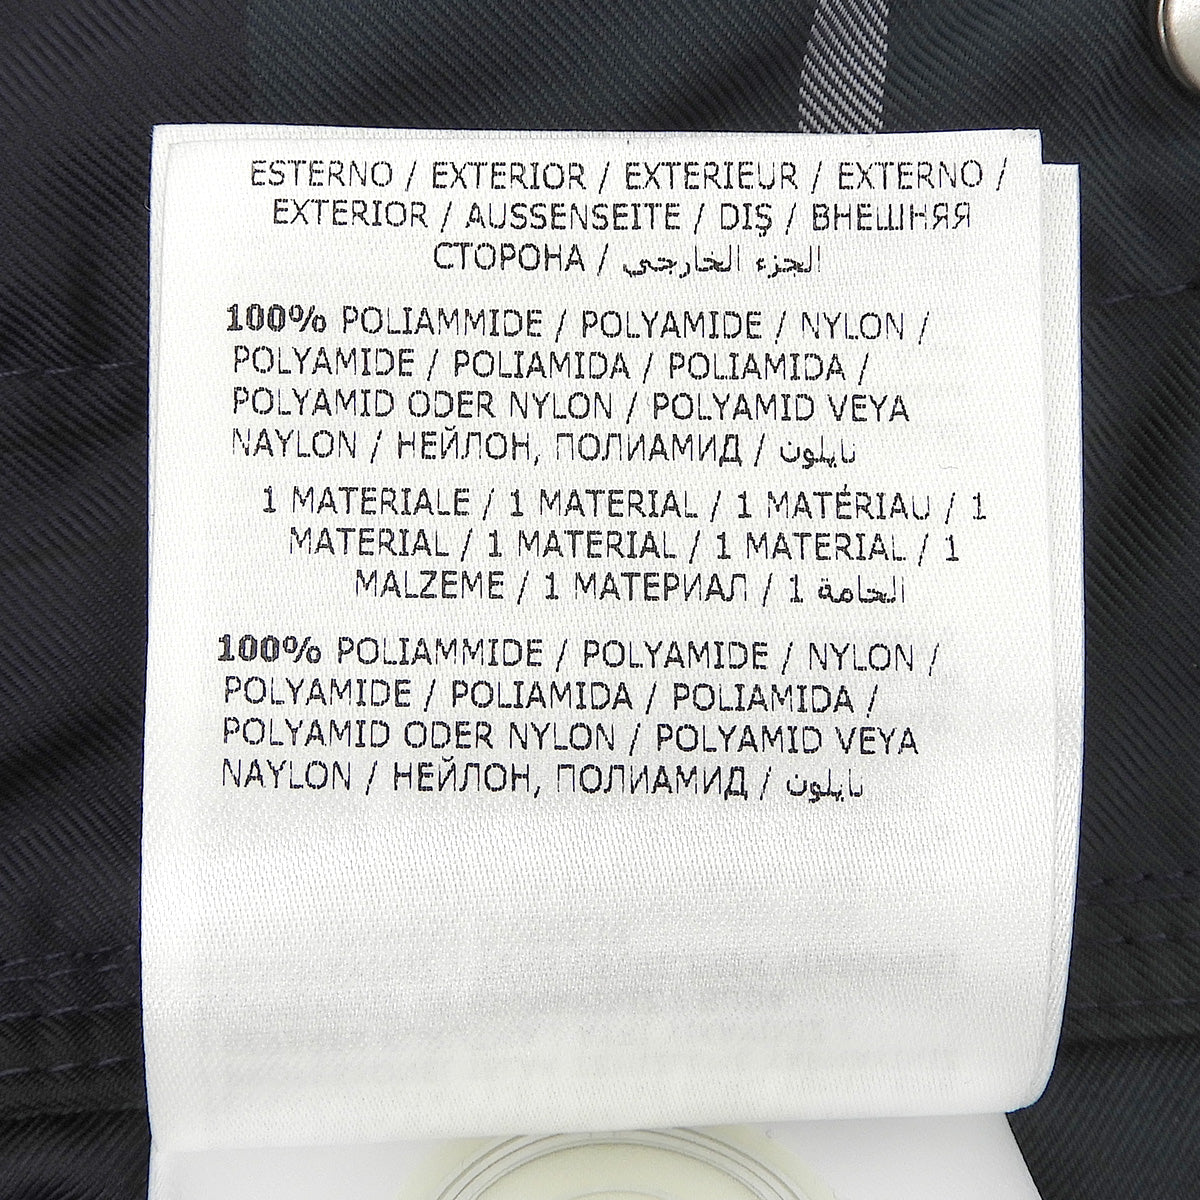 ESTERNO / EXTERIOR / EXTERIEUR / EXTERNO /
EXTERIOR / AUSSENSEITE / DIŞ / ВНЕШНЯЯ
СТОРОНА / الجزء الخارجي
100% POLIAMMIDE / POLYAMIDE / NYLON /
POLYAMIDE / POLIAMIDA / POLIAMIDA /
POLYAMID ODER NYLON / POLYAMID VEYA
NAYLON / НЕЙЛОН, ПОЛИАМИД / نايلون
1 MATERIALE / 1 MATERIAL / 1 MATÉRIAU / 1
MATERIAL / 1 MATERIAL / 1 MATERIAL / 1
MALZEME / 1 МАТЕРИАЛ / 1 الخامة
100% POLIAMMIDE / POLYAMIDE / NYLON /
POLYAMIDE / POLIAMIDA / POLIAMIDA /
POLYAMID ODER NYLON / POLYAMID VEYA
NAYLON / НЕЙЛОН, ПОЛИАМИД / نايلون